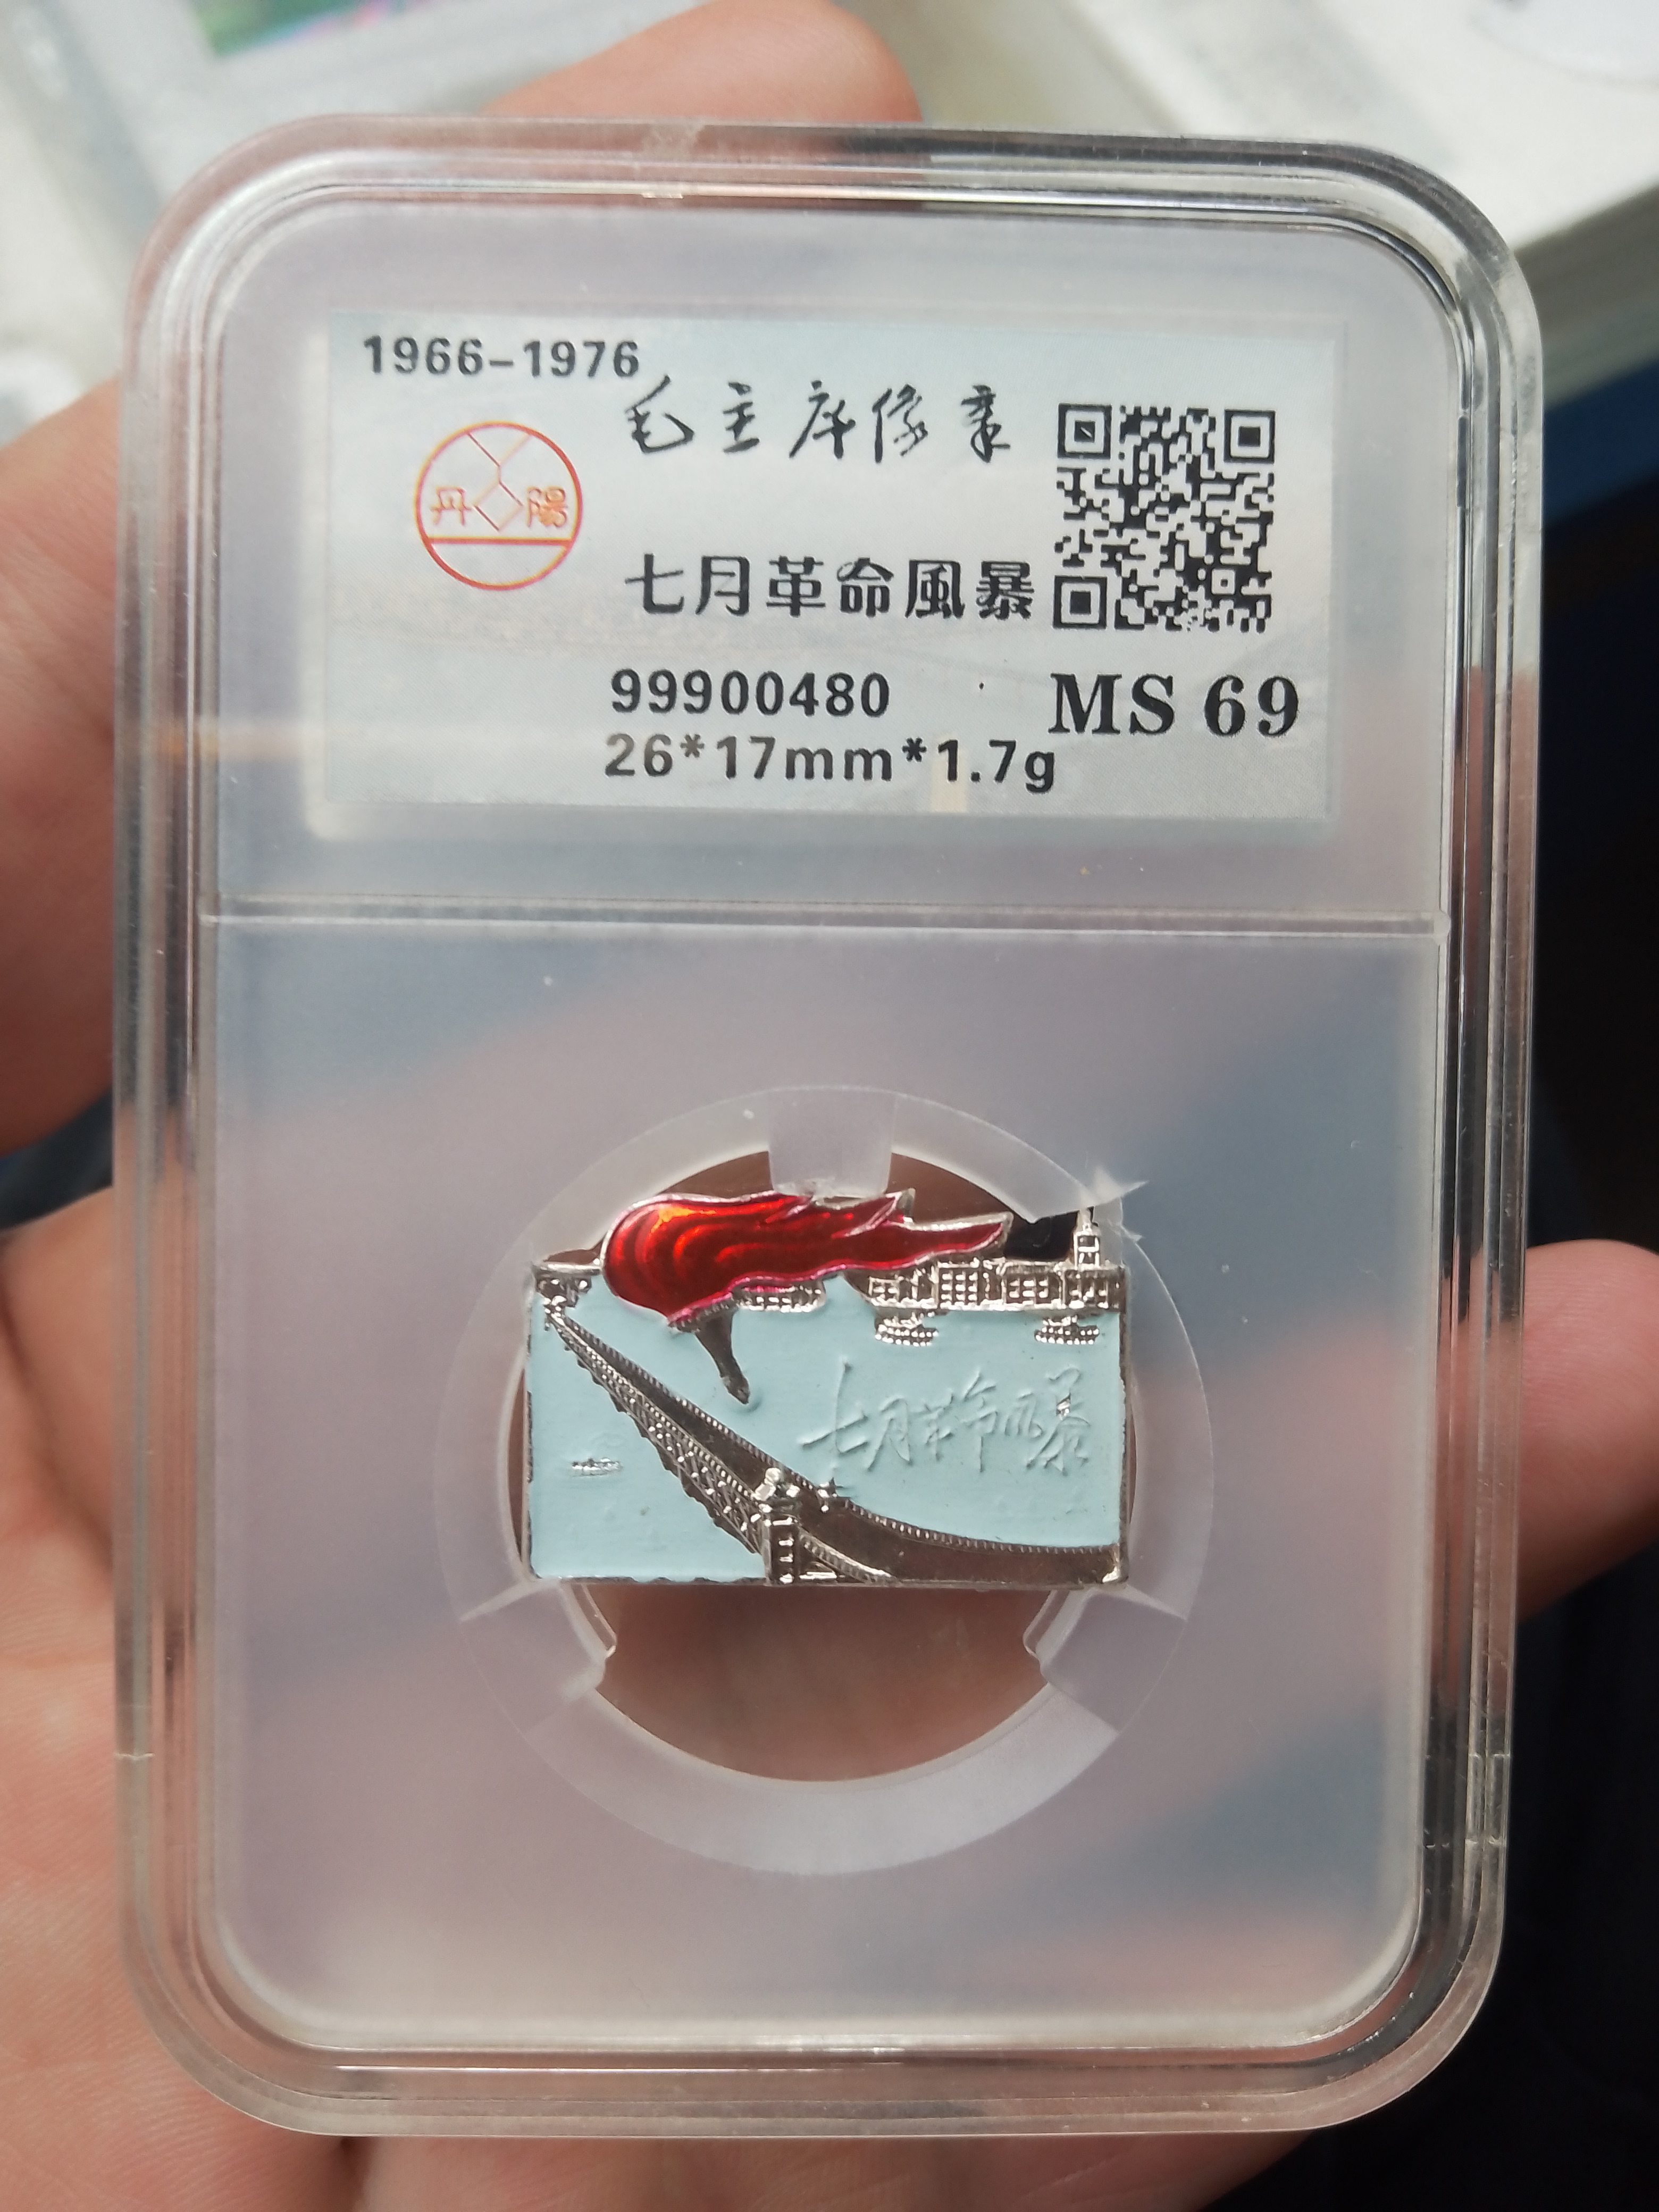 1966-1976
毛主席像章
丹陽
七月革命風暴
99900480
MS 69
26*17mm*1.7g
七月革命风暴